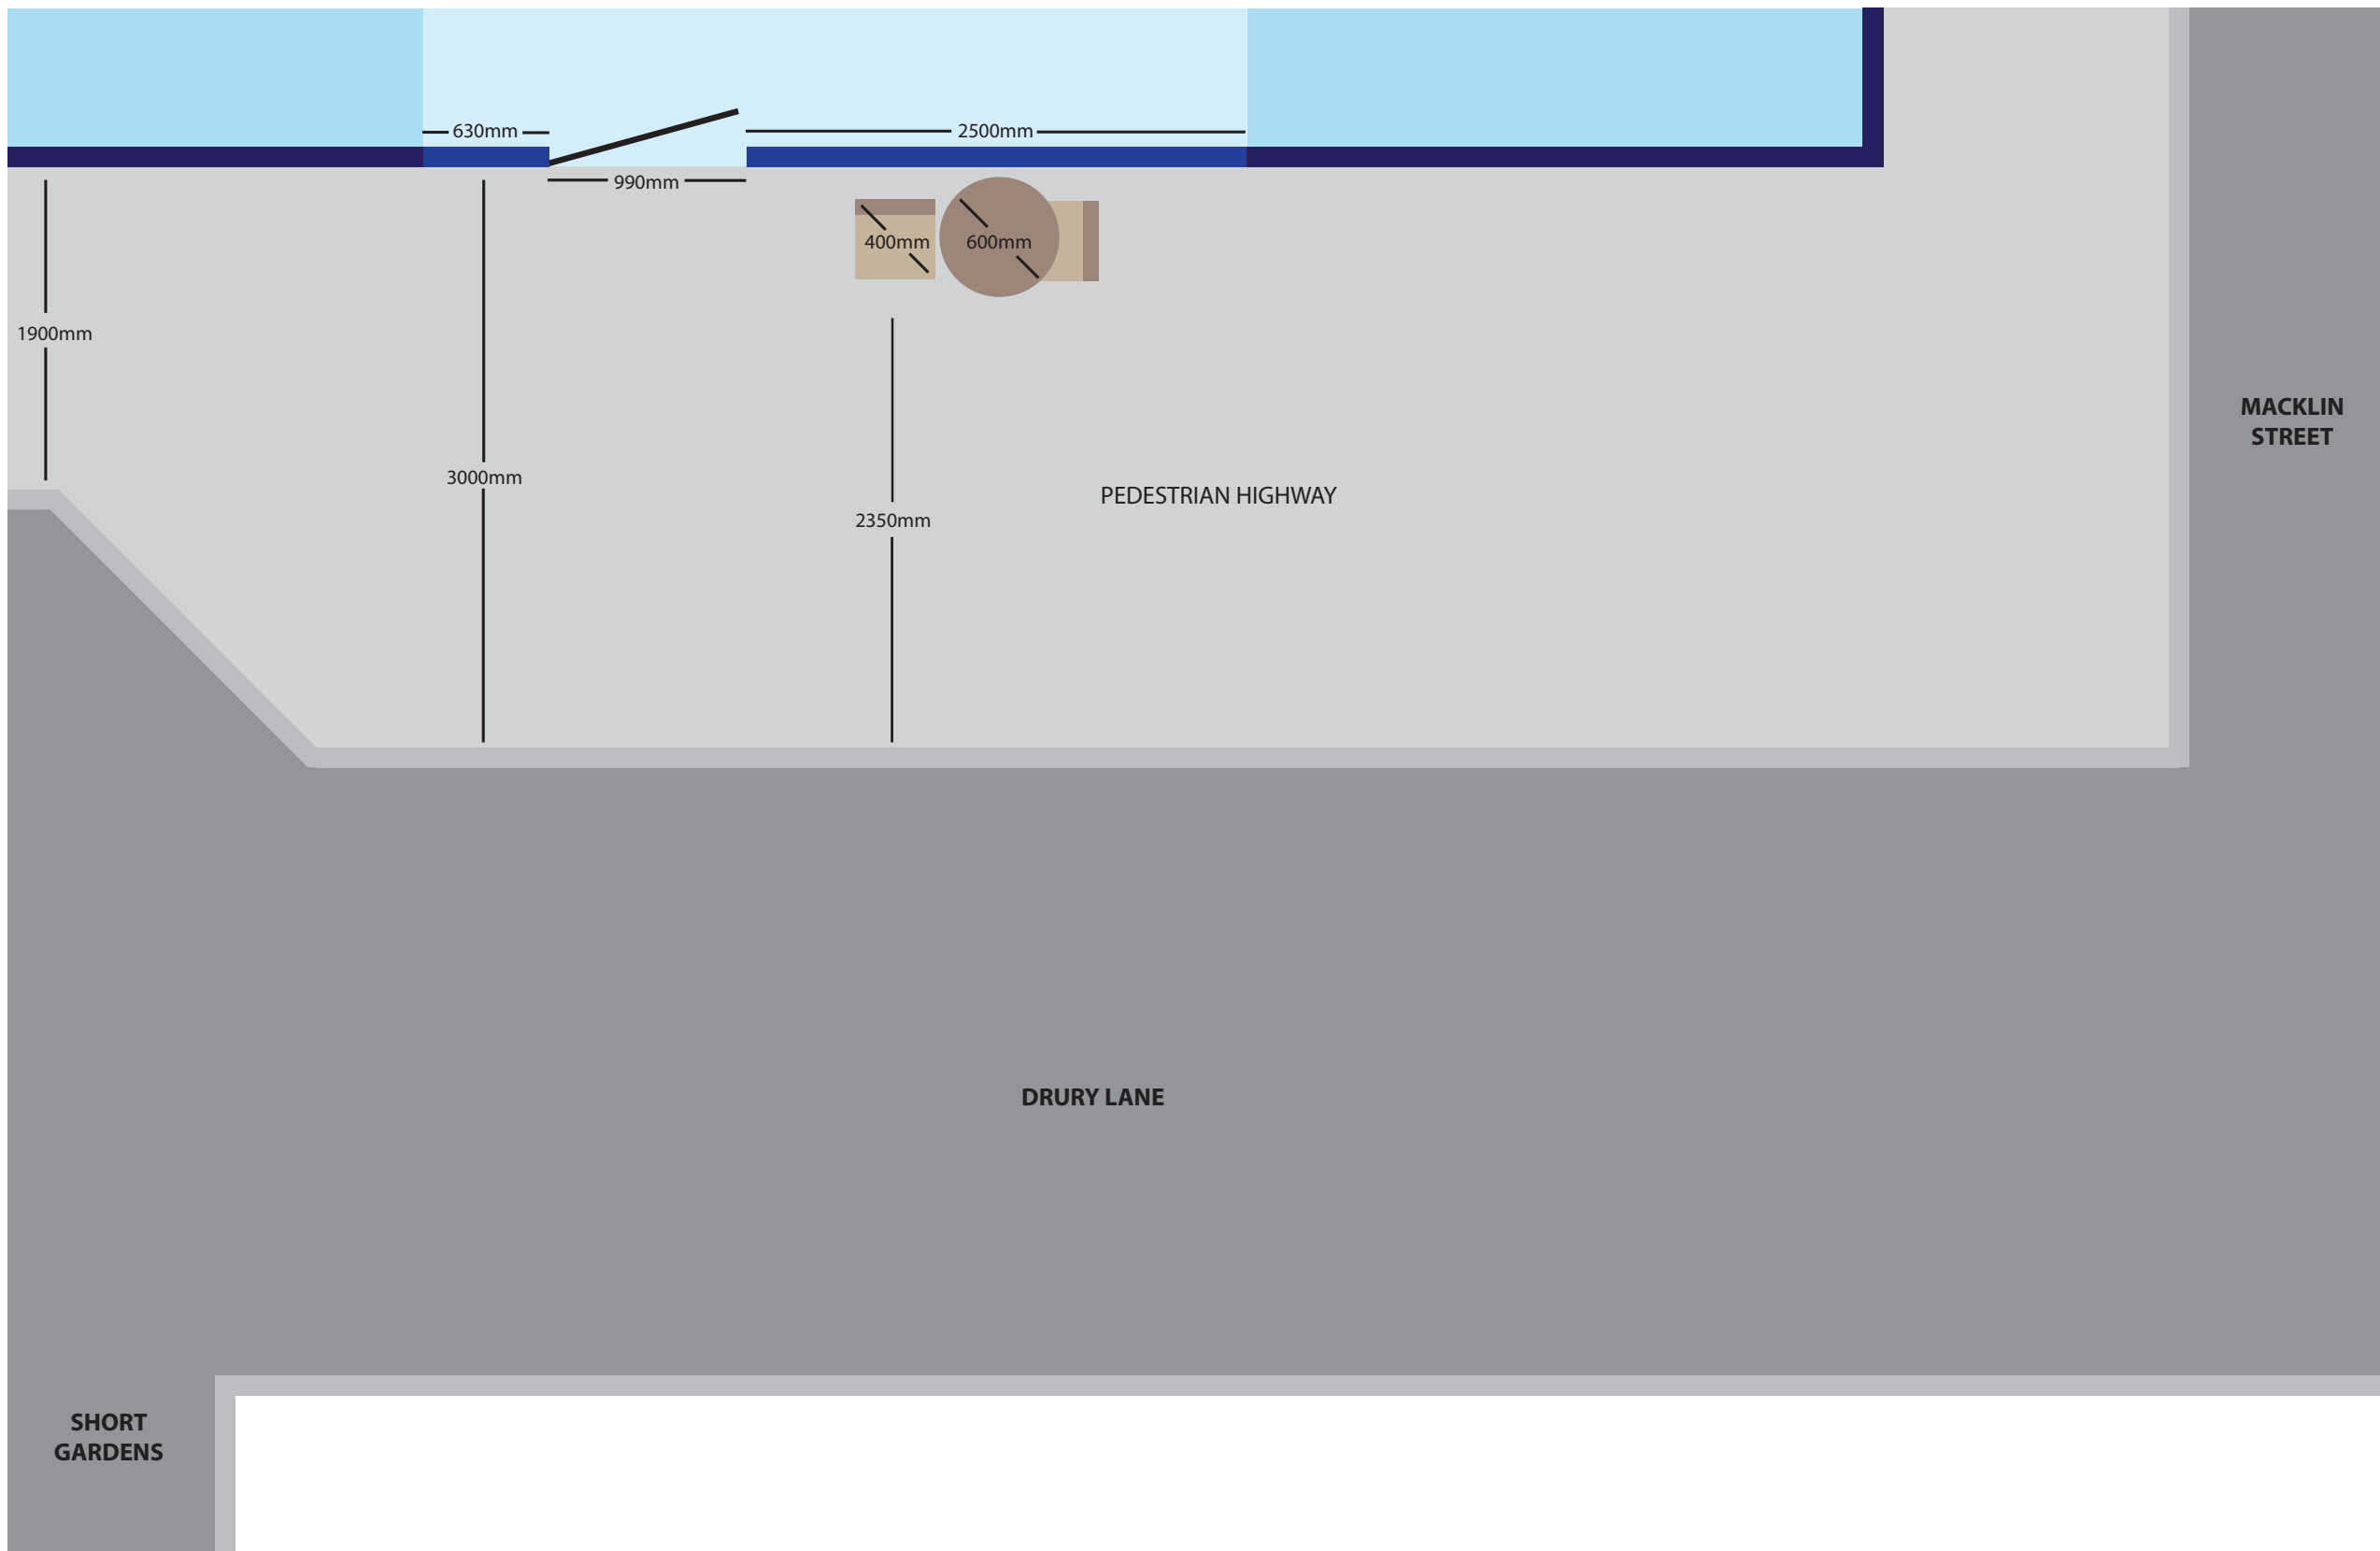 630mm
2500mm
990mm
400mm
600mm
1900mm
MACKLIN
STREET
3000mm
PEDESTRIAN HIGHWAY
2350mm
DRURY LANE
SHORT
GARDENS